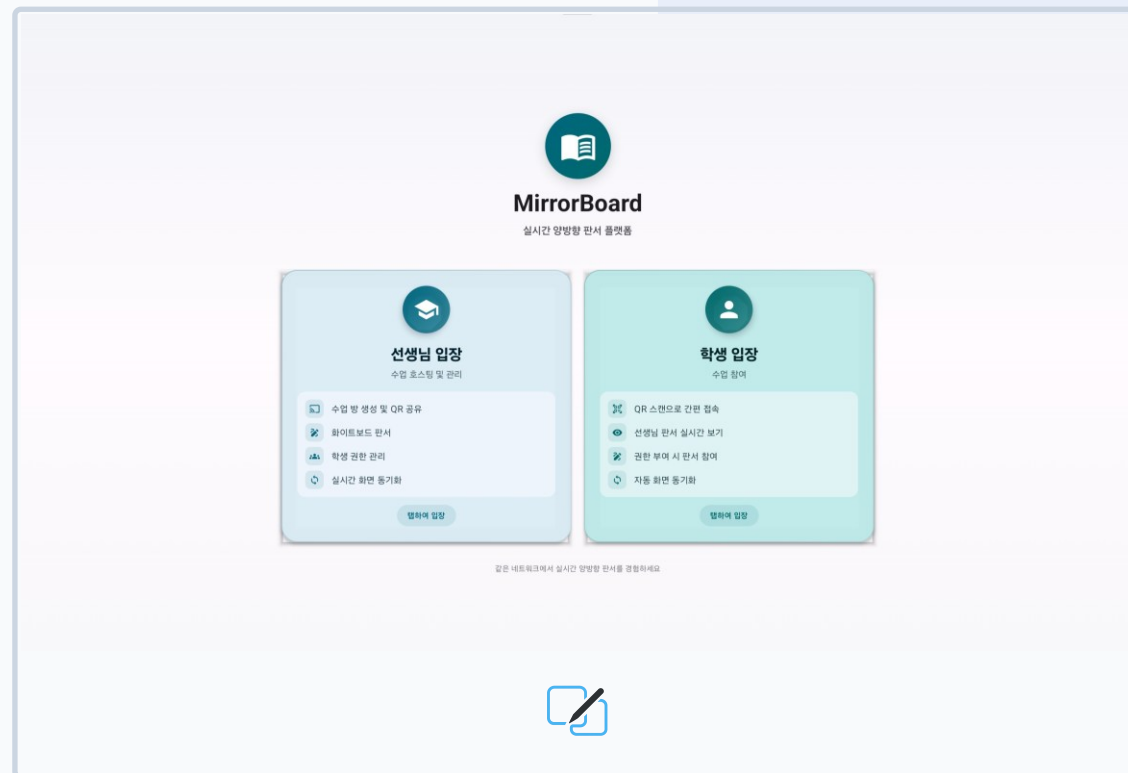 MirrorBoard
실시간 양방향 판서 플랫폼
선생님 입장
수업 호스팅 및 관리
수업 방 생성 및 QR 공유
화이트보드 판서
학생 권한 관리
실시간 화면 동기화
탭하여 입장
학생 입장
수업 참여
QR 스캔으로 간편 접속
선생님 판서 실시간 보기
권한 부여 시 판서 참여
자동 화면 동기화
탭하여 입장
같은 네트워크에서 실시간 양방향 판서를 경험하세요